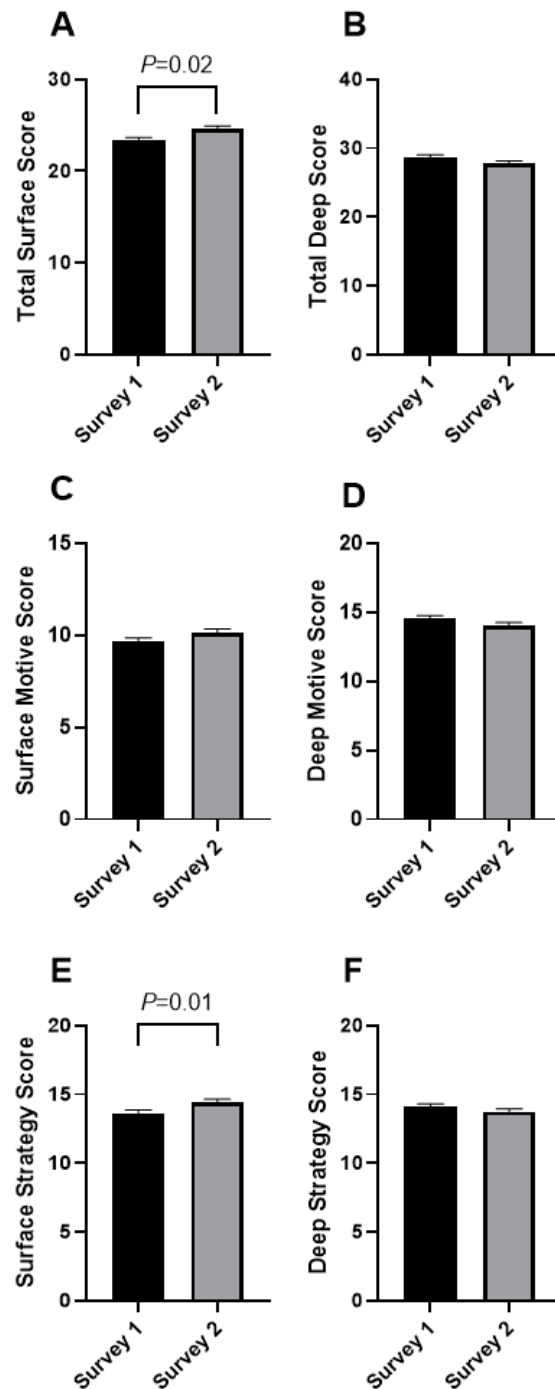 A
P=0.02
Total Surface Score
30
20
10
0
Survey 1
Survey 2
B
Total Deep Score
40
30
20
10
0
Survey 1
Survey 2
C
Surface Motive Score
15
10
5
0
Survey 1
Survey 2
D
Deep Motive Score
20
15
10
5
0
Survey 1
Survey 2
E
P=0.01
Surface Strategy Score
20
15
10
5
0
Survey 1
Survey 2
F
Deep Strategy Score
20
15
10
5
0
Survey 1
Survey 2